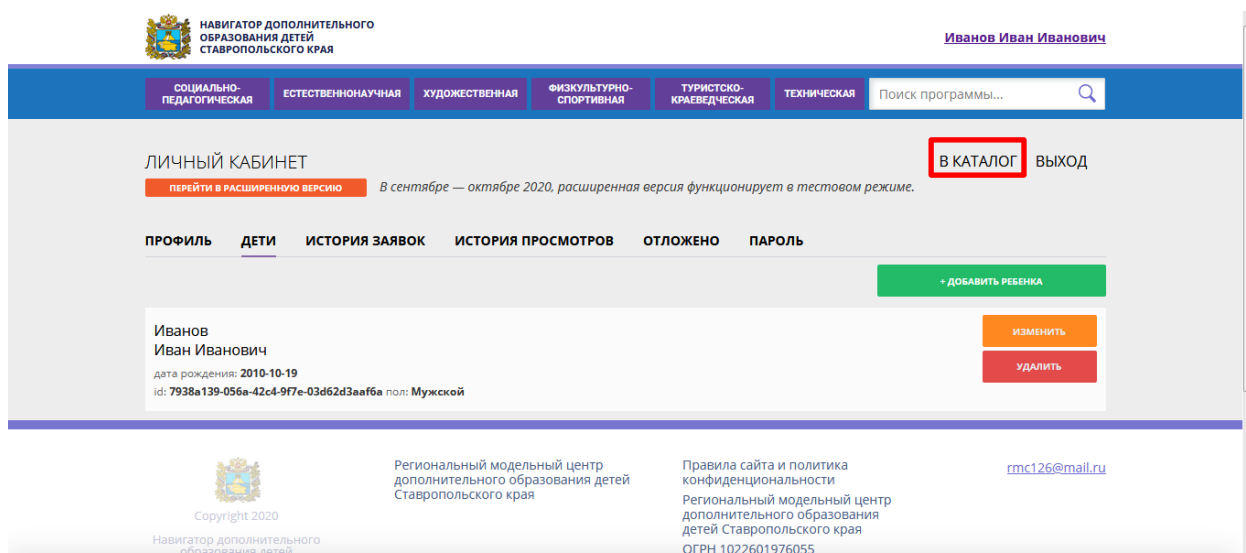 НАВИГАТОР ДОПОЛНИТЕЛЬНОГО
ОБРАЗОВАНИЯ ДЕТЕЙ
СТАВРОПОЛЬСКОГО КРАЯ
Иванов Иван Иванович
СОЦИАЛЬНО-
ПЕДАГОГИЧЕСКАЯ
ЕСТЕСТВЕННОНАУЧНАЯ
ХУДОЖЕСТВЕННАЯ
ФИЗКУЛЬТУРНО-
СПОРТИВНАЯ
ТУРИСТСКО-
КРАЕВЕДЧЕСКАЯ
ТЕХНИЧЕСКАЯ
Поиск программы...
ЛИЧНЫЙ КАБИНЕТ
В КАТАЛОГ ВЫХОД
ПЕРЕЙТИ В РАСШИРЕННУЮ ВЕРСИЮ
В сентябре — октябре 2020, расширенная версия функционирует в тестовом режиме.
ПРОФИЛЬ ДЕТИ ИСТОРИЯ ЗАЯВОК ИСТОРИЯ ПРОСМОТРОВ ОТЛОЖЕНО ПАРОЛЬ
+ ДОБАВИТЬ РЕБЕНКА
Иванов
Иван Иванович
дата рождения: 2010-10-19
id: 7938a139-056a-42c4-9f7e-03d62d3aaf6a пол: Мужской
ИЗМЕНИТЬ
УДАЛИТЬ
Copyright 2020
Навигатор дополнительного
образования детей
Региональный модельный центр
дополнительного образования детей
Ставропольского края
Правила сайта и политика
конфиденциональности
Региональный модельный центр
дополнительного образования
детей Ставропольского края
ОГРН 1022601976055
rmc126@mail.ru